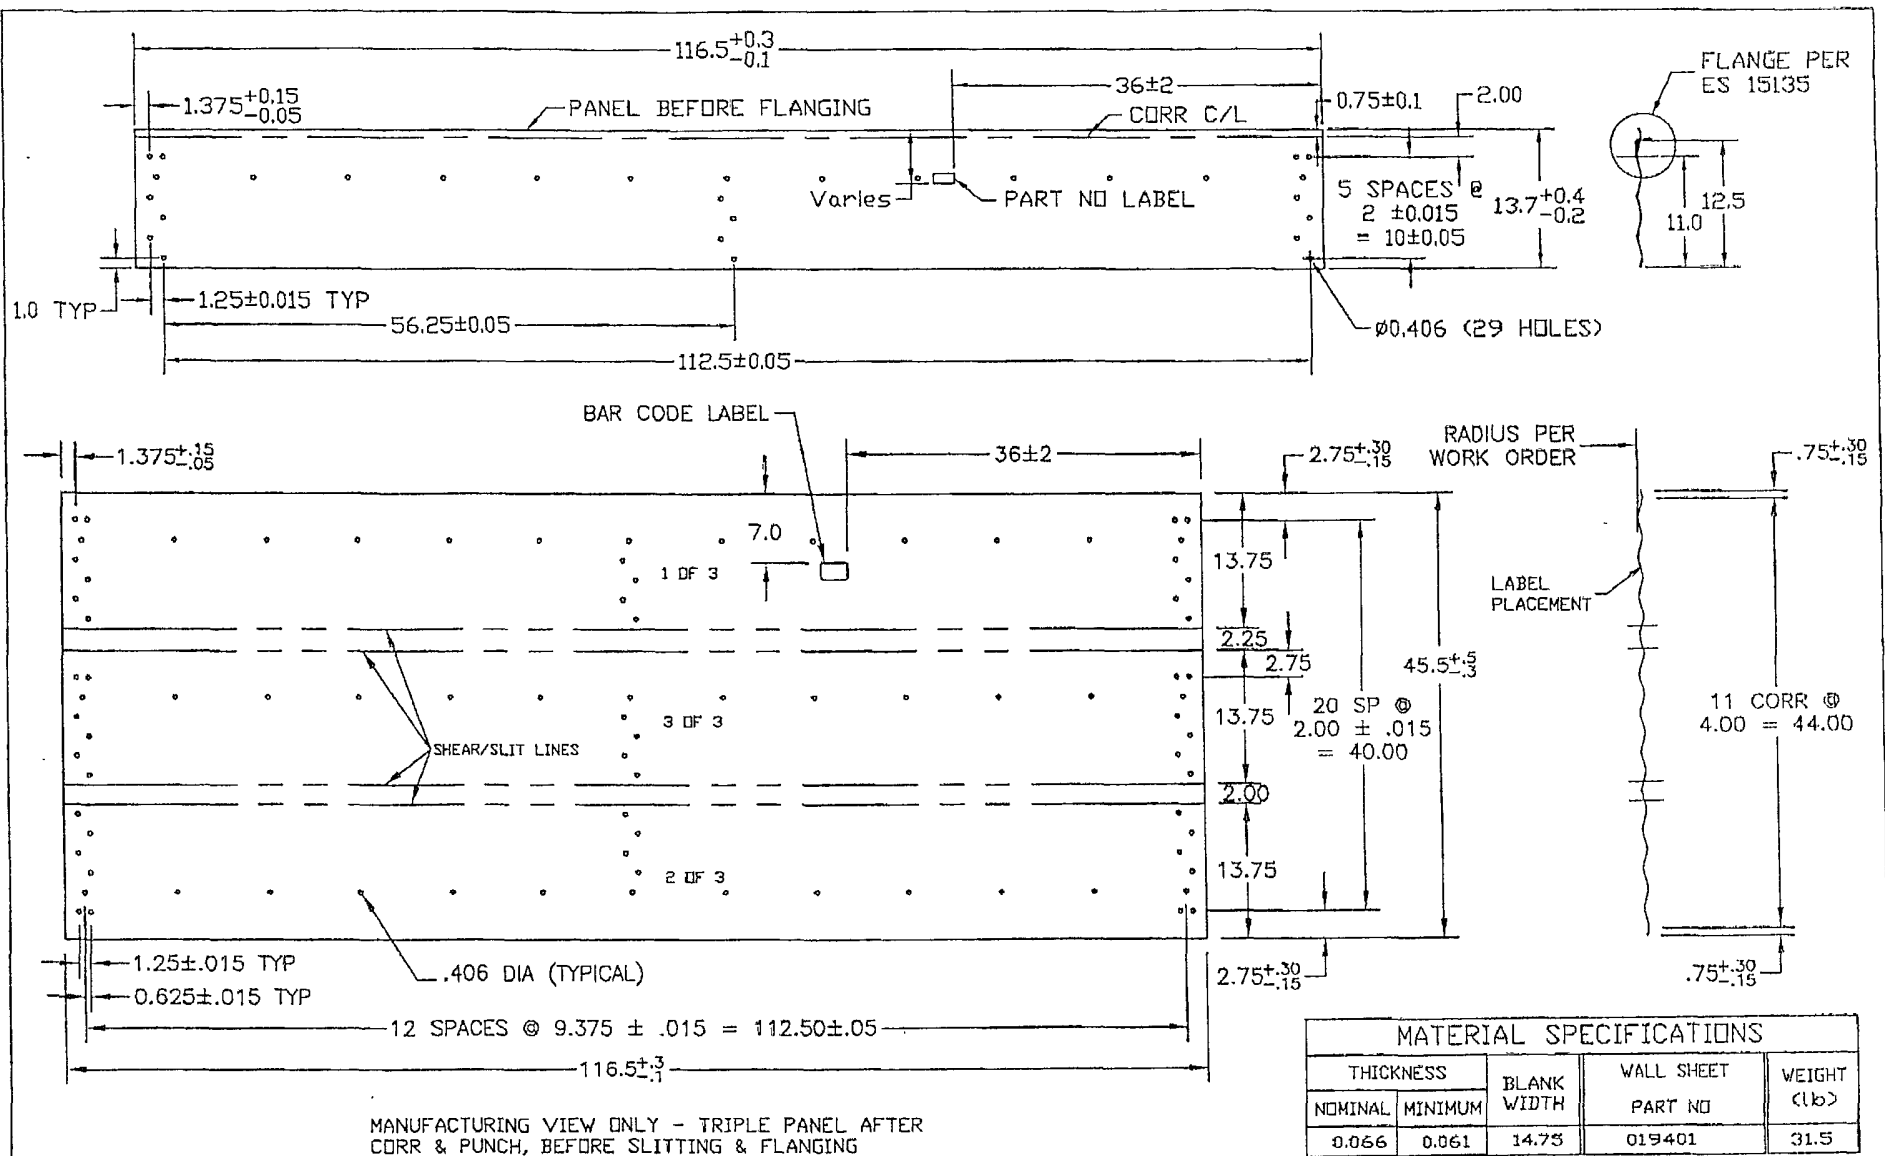 116.5+0.3
-0.1
36±2
FLANGE PER
ES 15135
1.375+0.15
-0.05
PANEL BEFORE FLANGING
CORR C/L
0.75±0.1
2.00
Varies
PART NO LABEL
5 SPACES @
2 ±0.015
= 10±0.05
13.7+0.4
-0.2
11.0
12.5
1.0 TYP
1.25±0.015 TYP
56.25±0.05
Ø0.406 (29 HOLES)
112.5±0.05
BAR CODE LABEL
1.375+.15
-.05
36±2
2.75+.30
-.15
RADIUS PER
WORK ORDER
.75+.30
-.15
7.0
13.75
1 OF 3
LABEL
PLACEMENT
2.25
2.75
45.5+.5
-.3
3 OF 3
13.75
20 SP @
2.00 ± .015
= 40.00
11 CORR @
4.00 = 44.00
SHEAR/SLIT LINES
2.00
13.75
2 OF 3
1.25±.015 TYP
.406 DIA (TYPICAL)
2.75+.30
-.15
.75+.30
-.15
0.625±.015 TYP
12 SPACES @ 9.375 ± .015 = 112.50±.05
116.5+.3
-.1
MANUFACTURING VIEW ONLY - TRIPLE PANEL AFTER
CORR & PUNCH, BEFORE SLITTING & FLANGING
MATERIAL SPECIFICATIONS
THICKNESS
BLANK
WIDTH
WALL SHEET
PART NO
WEIGHT
(lb)
NOMINAL
MINIMUM
0.066
0.061
14.75
019401
31.5